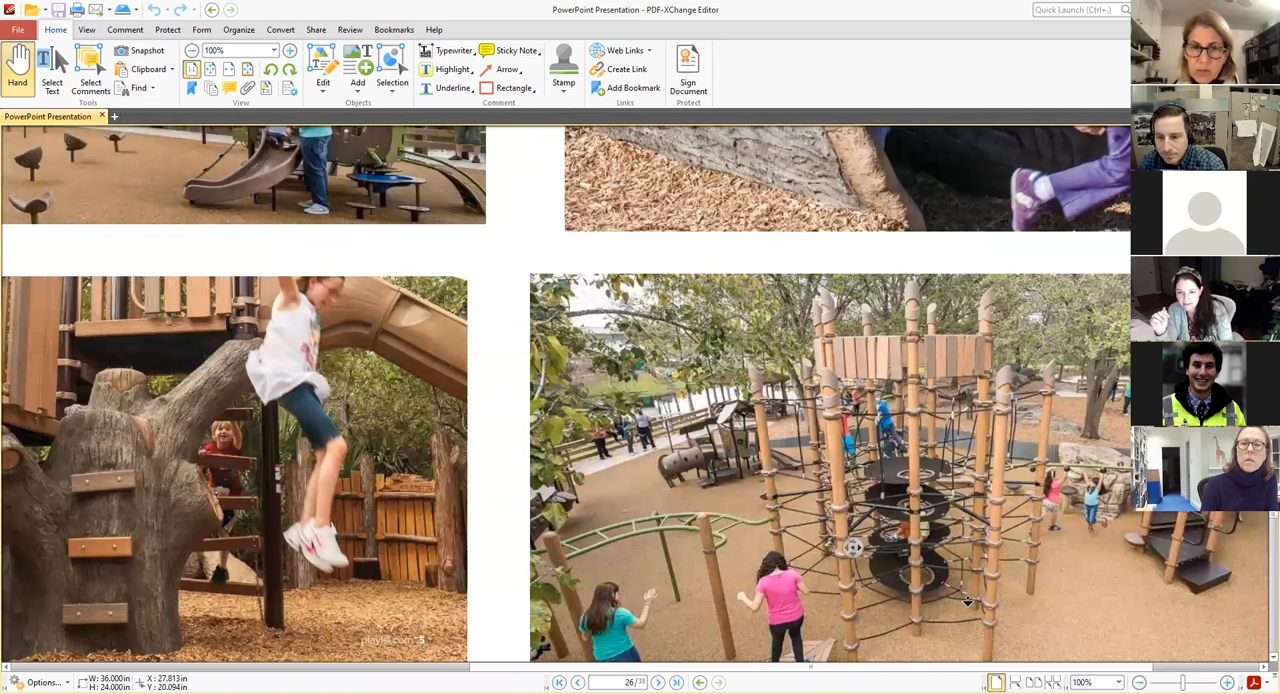 PowerPoint Presentation - PDF-XChange Editor
Quick Launch (Ctrl+.)
File Home View Comment Protect Form Organize Convert Share Review Bookmarks Help
Hand
Select Text
Select Comments
Snapshot
Clipboard
Find
Tools
100%
View
Edit
Add
Selection
Objects
Typewriter
Highlight
Underline
Sticky Note
Arrow
Rectangle
Comment
Stamp
Web Links
Create Link
Add Bookmark
Links
Sign Document
Protect
PowerPoint Presentation
playlsi.com 5
Options...
W: 36.000in
H: 24.000in
X: 27.813in
Y: 20.094in
100%